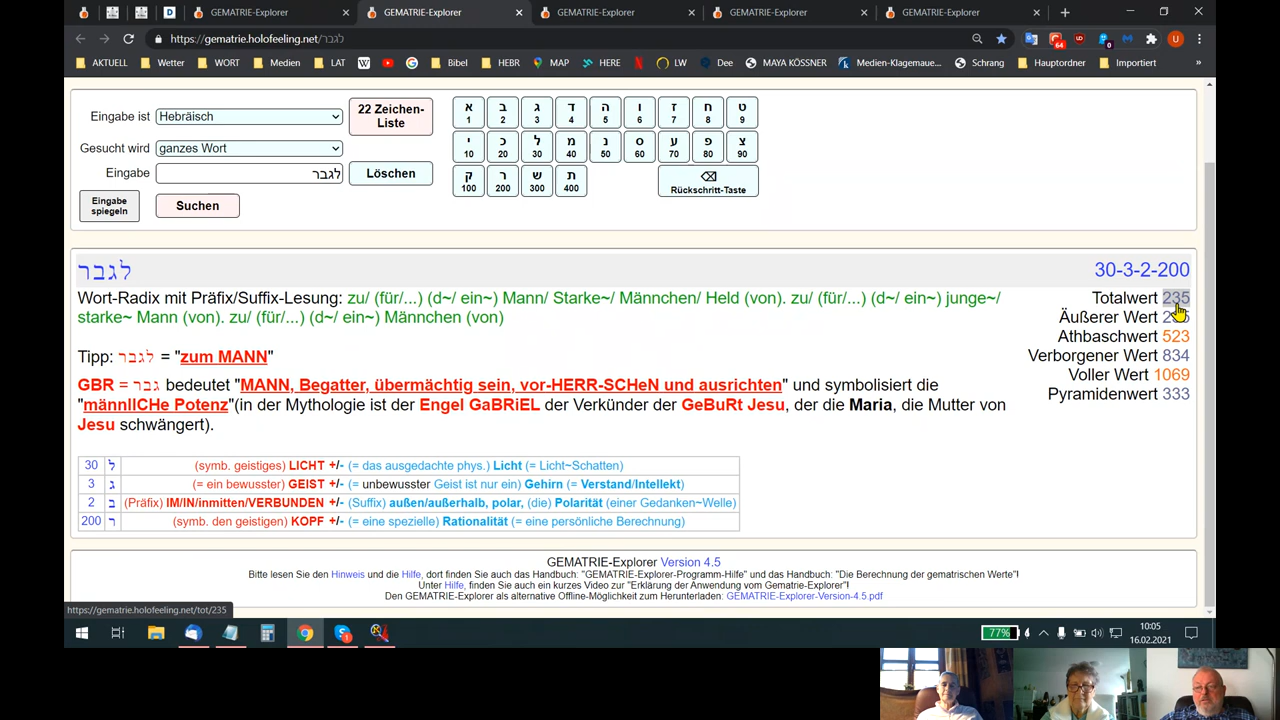 GEMATRIE-Explorer GEMATRIE-Explorer GEMATRIE-Explorer GEMATRIE-Explorer GEMATRIE-Explorer
https://gematrie.holofeeling.net/לגבר
64 0 U
AKTUELL Wetter WORT Medien LAT Bibel HEBR MAP HERE LW Dee MAYA KÖSSNER Medien-Klagemaue... Schrang Hauptordner Importiert
Eingabe ist Hebräisch
22 Zeichen-Liste
Gesucht wird ganzes Wort
Eingabe לגבר Löschen
Eingabe spiegeln Suchen
א ב ג ד ה ו ז ח ט
1 2 3 4 5 6 7 8 9
י כ ל מ נ ס ע פ צ
10 20 30 40 50 60 70 80 90
ק ר ש ת
100 200 300 400 Rückschritt-Taste
לגבר 30-3-2-200
Wort-Radix mit Präfix/Suffix-Lesung: zu/ (für/...) (d~/ ein~) Mann/ Starke~/ Männchen/ Held (von). zu/ (für/...) (d~/ ein~) junge~/
starke~ Mann (von). zu/ (für/...) (d~/ ein~) Männchen (von)
Totalwert 235
Äußerer Wert
Athbaschwert 523
Verborgener Wert 834
Voller Wert 1069
Pyramidenwert 333
Tipp: לגבר = "zum MANN"
GBR = גבר bedeutet "MANN, Begatter, übermächtig sein, vor-HERR-SCHeN und ausrichten" und symbolisiert die
"männlICHe Potenz"(in der Mythologie ist der Engel GaBRiEL der Verkünder der GeBuRt Jesu, der die Maria, die Mutter von
Jesu schwängert).
30 ל (symb. geistiges) LICHT +/- (= das ausgedachte phys.) Licht (= Licht~Schatten)
3 ג (= ein bewusster) GEIST +/- (= unbewusster Geist ist nur ein) Gehirn (= Verstand/Intellekt)
2 ב (Präfix) IM/IN/inmitten/VERBUNDEN +/- (Suffix) außen/außerhalb, polar, (die) Polarität (einer Gedanken~Welle)
200 ר (symb. den geistigen) KOPF +/- (= eine spezielle) Rationalität (= eine persönliche Berechnung)
GEMATRIE-Explorer Version 4.5
Bitte lesen Sie den Hinweis und die Hilfe, dort finden Sie auch das Handbuch: "GEMATRIE-Explorer-Programm-Hilfe" und das Handbuch: "Die Berechnung der gematrischen Werte"!
Unter Hilfe, finden Sie auch ein kurzes Video zur "Erklärung der Anwendung vom Gematrie-Explorer"!
Den GEMATRIE-Explorer als alternative Offline-Möglichkeit zum Herunterladen: GEMATRIE-Explorer-Version-4.5 pdf
https://gematrie.holofeeling.net/tot/235
77% 10:05
16.02.2021